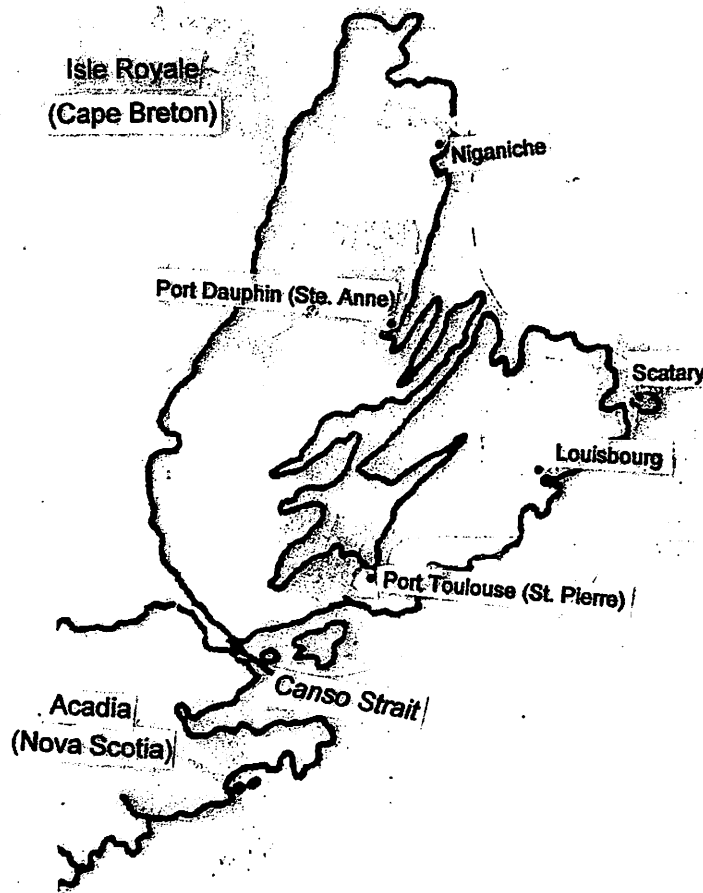 Isle Royale
(Cape Breton)
Niganiche
Port Dauphin (Ste. Anne)
Scatary
Louisbourg
Port Toulouse (St. Pierre)
Canso Strait
Acadia
(Nova Scotia)